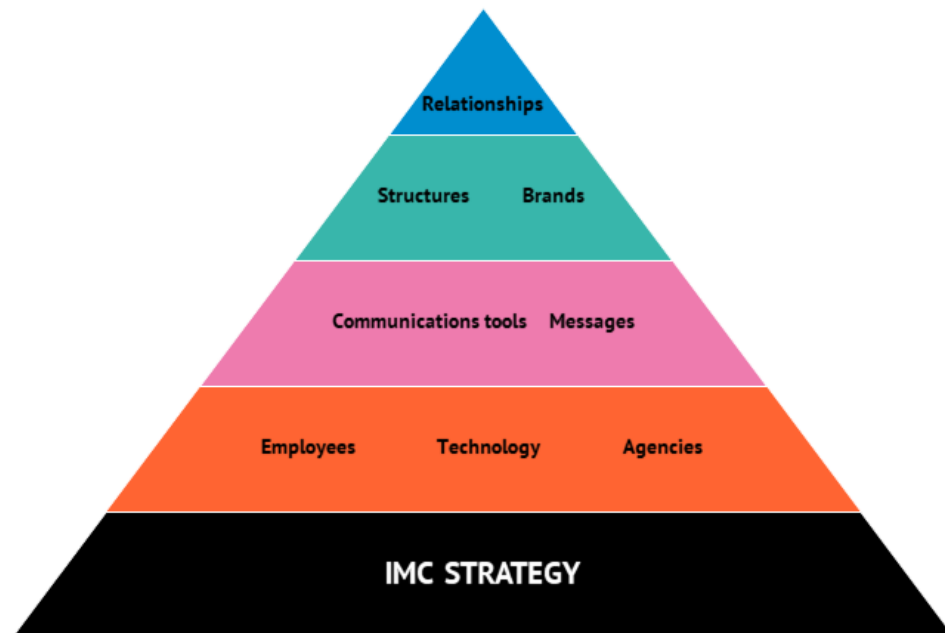 Relationships
Structures Brands
Communications tools Messages
Employees Technology Agencies
IMC STRATEGY